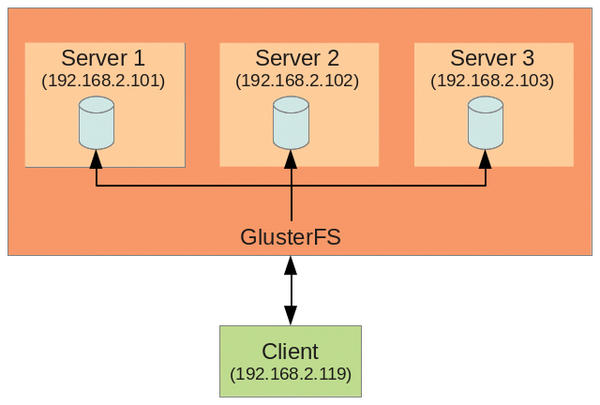 Server 1
(192.168.2.101)
Server 2
(192.168.2.102)
Server 3
(192.168.2.103)
GlusterFS
Client
(192.168.2.119)